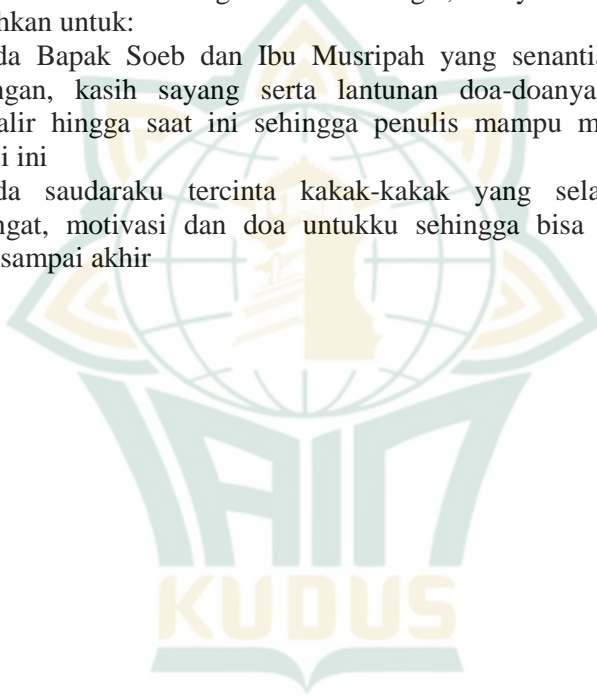 hkan untuk:
da Bapak Soeb dan Ibu Musripah yang senanti
ngan, kasih sayang serta lantunan doa-doanya
alir hingga saat ini sehingga penulis mampu m
i ini
da saudaraku tercinta kakak-kakak yang sela
ngat, motivasi dan doa untukku sehingga bisa
sampai akhir
IAIN
KUDUS